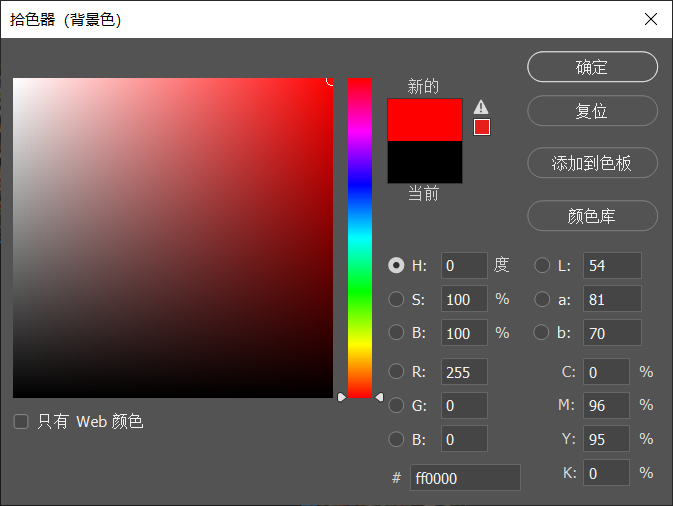 拾色器（背景色）
新的
当前
确定
复位
添加到色板
颜色库
H: 0 度
S: 100 %
B: 100 %
R: 255
G: 0
B: 0
# ff0000
L: 54
a: 81
b: 70
C: 0 %
M: 96 %
Y: 95 %
K: 0 %
只有 Web 颜色